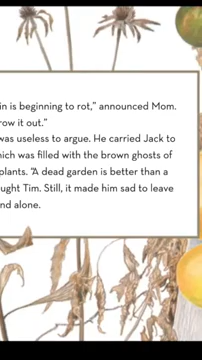 in is beginning to rot,” announced Mom.
row it out.”
was useless to argue. He carried Jack to
hich was filled with the brown ghosts of
plants. “A dead garden is better than a
ught Tim. Still, it made him sad to leave
nd alone.